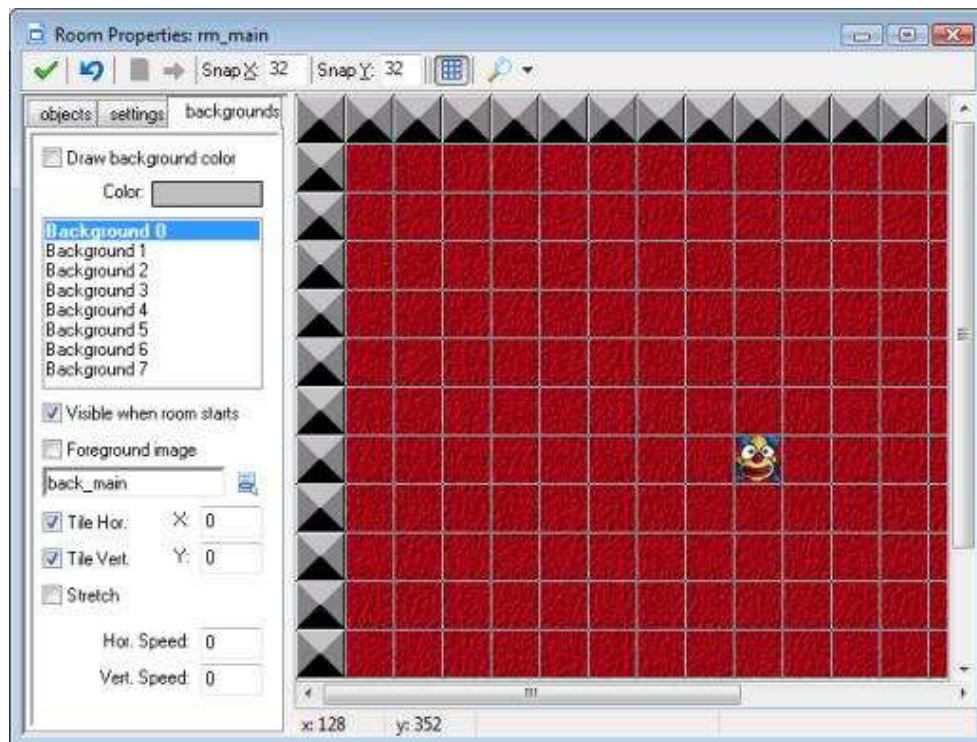 Room Properties: rm_main
Snap X: 32 Snap Y: 32
objects settings backgrounds
Draw background color
Color:
Background 0
Background 1
Background 2
Background 3
Background 4
Background 5
Background 6
Background 7
Visible when room starts
Foreground image
back_main
Tile Hor. X: 0
Tile Vert. Y: 0
Stretch
Hor. Speed: 0
Vert. Speed: 0
x: 128 y: 352